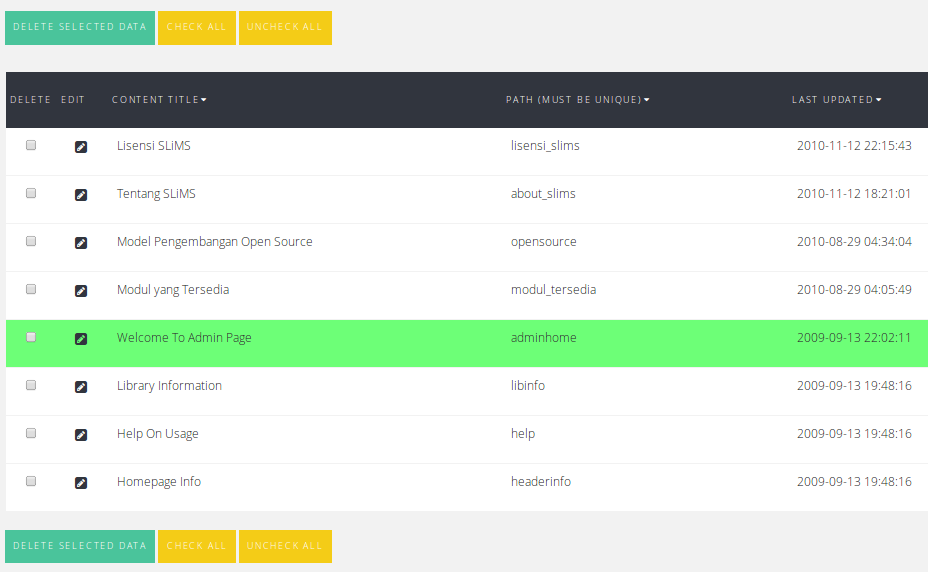 DELETE SELECTED DATA CHECK ALL UNCHECK ALL
DELETE EDIT CONTENT TITLE PATH (MUST BE UNIQUE) LAST UPDATED
Lisensi SLiMS lisensi_slims 2010-11-12 22:15:43
Tentang SLiMS about_slims 2010-11-12 18:21:01
Model Pengembangan Open Source opensource 2010-08-29 04:34:04
Modul yang Tersedia modul_tersedia 2010-08-29 04:05:49
Welcome To Admin Page adminhome 2009-09-13 22:02:11
Library Information libinfo 2009-09-13 19:48:16
Help On Usage help 2009-09-13 19:48:16
Homepage Info headerinfo 2009-09-13 19:48:16
DELETE SELECTED DATA CHECK ALL UNCHECK ALL